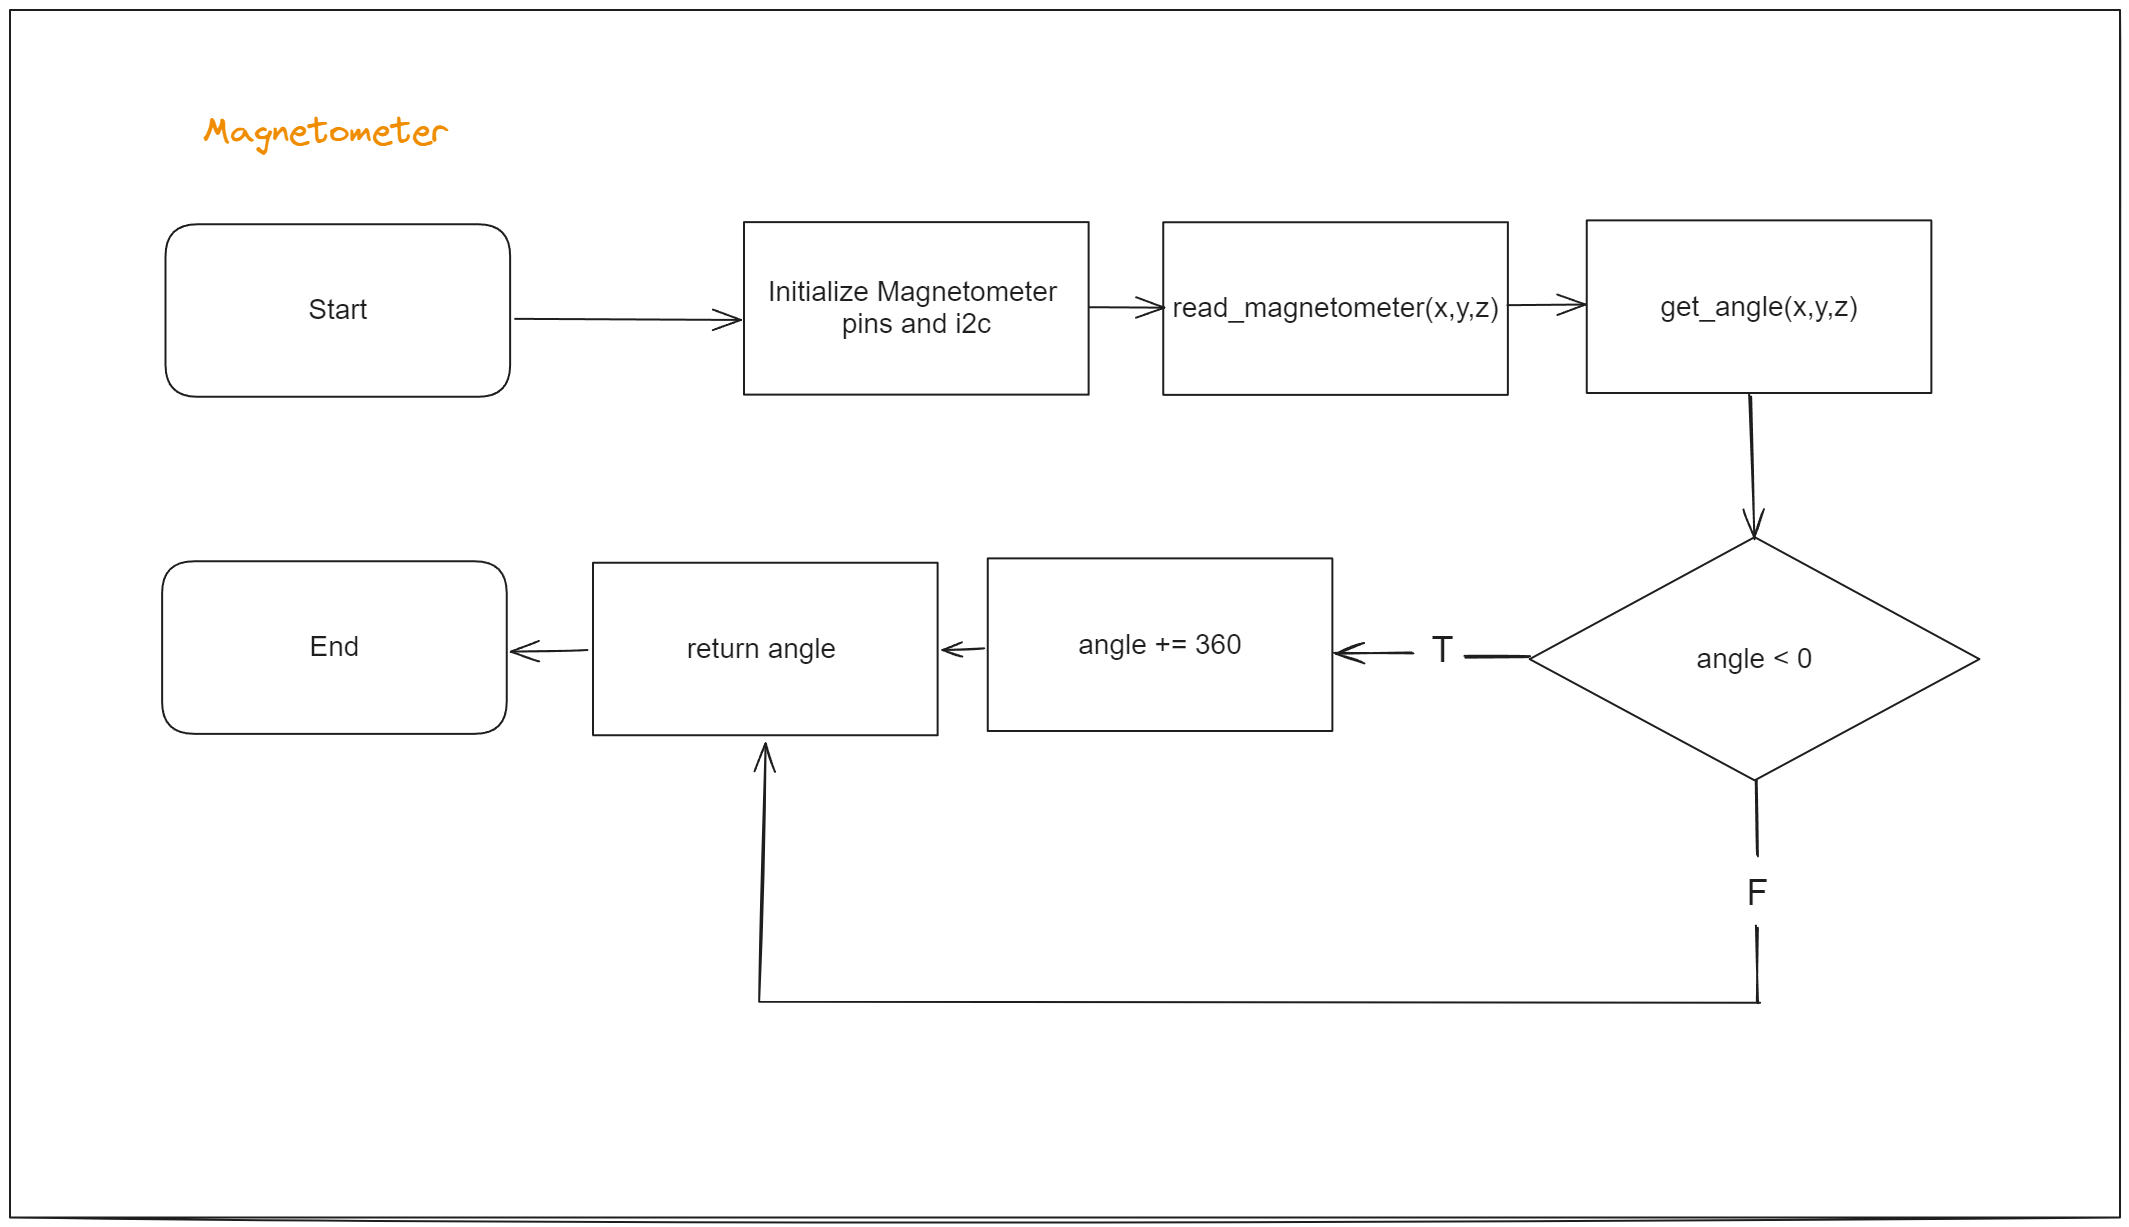 Magnetometer
Start
Initialize Magnetometer
pins and i2c
read_magnetometer(x,y,z)
get_angle(x,y,z)
End
return angle
angle += 360
T
angle < 0
F